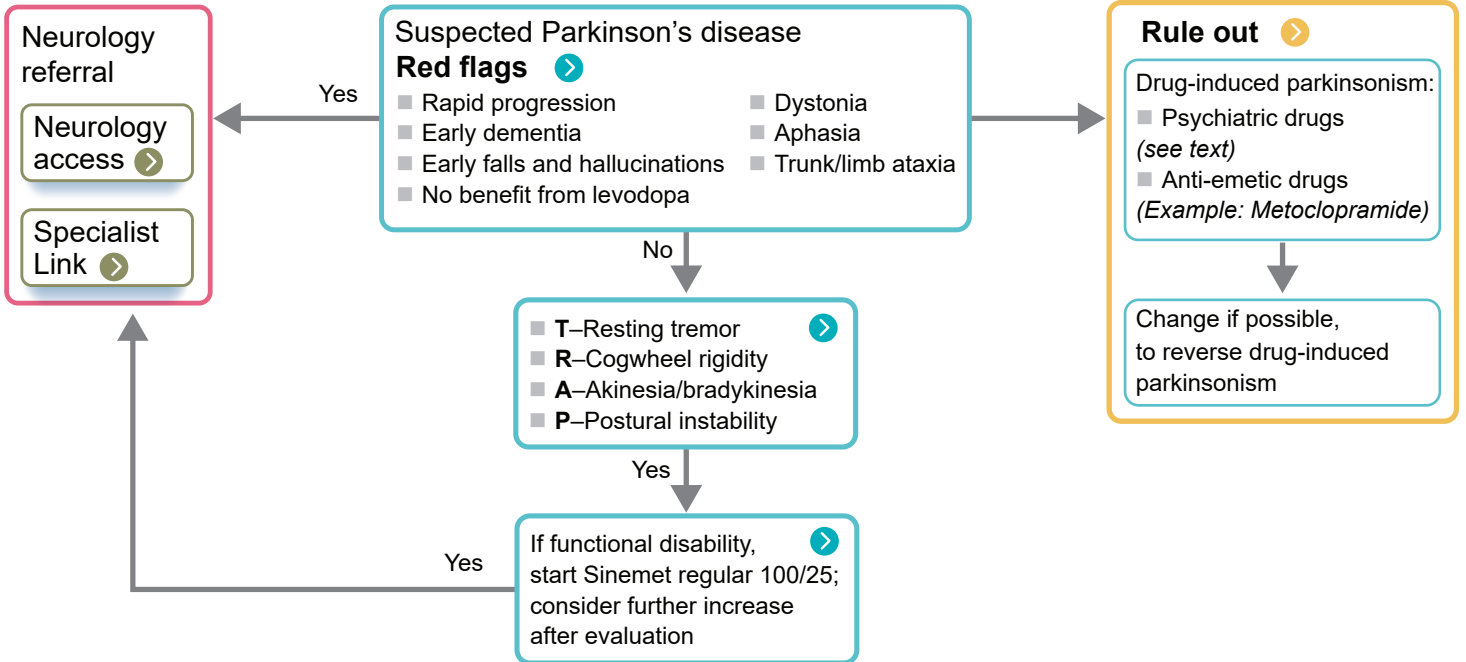 Neurology
referral
Neurology
access
Specialist
Link
Yes
Suspected Parkinson’s disease
Red flags
Rapid progression
Early dementia
Early falls and hallucinations
No benefit from levodopa
Dystonia
Aphasia
Trunk/limb ataxia
Rule out
Drug-induced parkinsonism:
Psychiatric drugs
(see text)
Anti-emetic drugs
(Example: Metoclopramide)
Change if possible,
to reverse drug-induced
parkinsonism
No
T–Resting tremor
R–Cogwheel rigidity
A–Akinesia/bradykinesia
P–Postural instability
Yes
If functional disability,
start Sinemet regular 100/25;
consider further increase
after evaluation
Yes